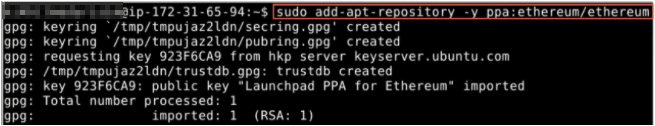 @ip-172-31-65-94:~$ sudo add-apt-repository -y ppa:ethereum/ethereum
gpg: keyring `/tmp/tmpujaz2ldn/secring.gpg' created
gpg: keyring `/tmp/tmpujaz2ldn/pubring.gpg' created
gpg: requesting key 923F6CA9 from hkp server keyserver.ubuntu.com
gpg: /tmp/tmpujaz2ldn/trustdb.gpg: trustdb created
gpg: key 923F6CA9: public key "Launchpad PPA for Ethereum" imported
gpg: Total number processed: 1
gpg:               imported: 1  (RSA: 1)